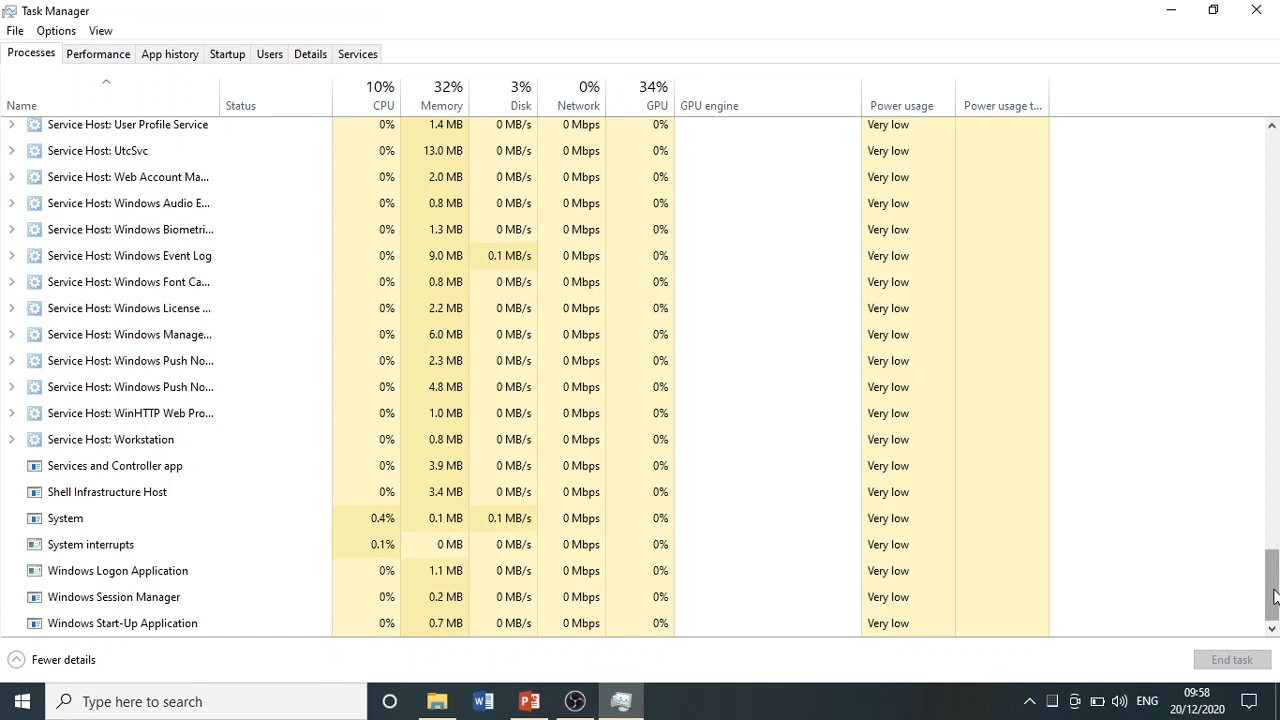 Task Manager
File Options View
Processes Performance App history Startup Users Details Services
10% 32% 3% 0% 34%
Name Status CPU Memory Disk Network GPU GPU engine Power usage Power usage t...
Service Host: User Profile Service 0% 1.4 MB 0 MB/s 0 Mbps 0% Very low
Service Host: UtcSvc 0% 13.0 MB 0 MB/s 0 Mbps 0% Very low
Service Host: Web Account Ma... 0% 2.0 MB 0 MB/s 0 Mbps 0% Very low
Service Host: Windows Audio E... 0% 0.8 MB 0 MB/s 0 Mbps 0% Very low
Service Host: Windows Biometri... 0% 1.3 MB 0 MB/s 0 Mbps 0% Very low
Service Host: Windows Event Log 0% 9.0 MB 0.1 MB/s 0 Mbps 0% Very low
Service Host: Windows Font Ca... 0% 0.8 MB 0 MB/s 0 Mbps 0% Very low
Service Host: Windows License ... 0% 2.2 MB 0 MB/s 0 Mbps 0% Very low
Service Host: Windows Manage... 0% 6.0 MB 0 MB/s 0 Mbps 0% Very low
Service Host: Windows Push No... 0% 2.3 MB 0 MB/s 0 Mbps 0% Very low
Service Host: Windows Push No... 0% 4.8 MB 0 MB/s 0 Mbps 0% Very low
Service Host: WinHTTP Web Pro... 0% 1.0 MB 0 MB/s 0 Mbps 0% Very low
Service Host: Workstation 0% 0.8 MB 0 MB/s 0 Mbps 0% Very low
Services and Controller app 0% 3.9 MB 0 MB/s 0 Mbps 0% Very low
Shell Infrastructure Host 0% 3.4 MB 0 MB/s 0 Mbps 0% Very low
System 0.4% 0.1 MB 0.1 MB/s 0 Mbps 0% Very low
System interrupts 0.1% 0 MB 0 MB/s 0 Mbps 0% Very low
Windows Logon Application 0% 1.1 MB 0 MB/s 0 Mbps 0% Very low
Windows Session Manager 0% 0.2 MB 0 MB/s 0 Mbps 0% Very low
Windows Start-Up Application 0% 0.7 MB 0 MB/s 0 Mbps 0% Very low
Fewer details End task
Type here to search ENG 09:58
20/12/2020